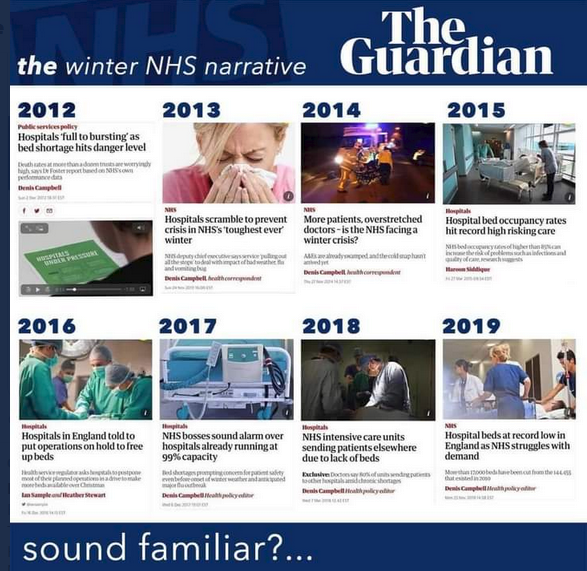 the winter NHS narrative
The
Guardian
2012
Public services policy
Hospitals 'full to bursting' as
bed shortage hits danger level
Death rates at more than a dozen trusts are worryingly
high, says Dr Foster report based on NHS's own
performance data
Denis Campbell
HOSPITALS
UNDER PRESSURE
2013
NHS
Hospitals scramble to prevent
crisis in NHS's 'toughest ever'
winter
NHS deputy chief executive says service 'pulling out
all the stops' to deal with impact of bad weather, flu
and vomiting bug
Denis Campbell, health correspondent
2014
NHS
More patients, overstretched
doctors – is the NHS facing a
winter crisis?
A&Es are already swamped, and the cold snap hasn't
arrived yet
Denis Campbell, health correspondent
2015
Hospitals
Hospital bed occupancy rates
hit record high risking care
NHS bed occupancy rates of higher than 85% can
increase the risk of problems such as infections and
quality of care, research suggests
Haroon Siddique
2016
Hospitals
Hospitals in England told to
put operations on hold to free
up beds
Health service regulator asks hospitals to postpone
most of their planned operations in a drive to make
more beds available over Christmas
Ian Sample and Heather Stewart
2017
Hospitals
NHS bosses sound alarm over
hospitals already running at
99% capacity
Bed shortages prompting concern for patient safety
even before onset of winter weather and anticipated
major flu outbreak
Denis Campbell Health policy editor
2018
Hospitals
NHS intensive care units
sending patients elsewhere
due to lack of beds
Exclusive: Doctors say 80% of units sending patients
to other hospitals amid chronic shortages
Denis Campbell Health policy editor
2019
NHS
Hospital beds at record low in
England as NHS struggles with
demand
More than 17,000 beds have been cut from the 144,455
that existed in 2010
Denis Campbell Health policy editor
sound familiar?...